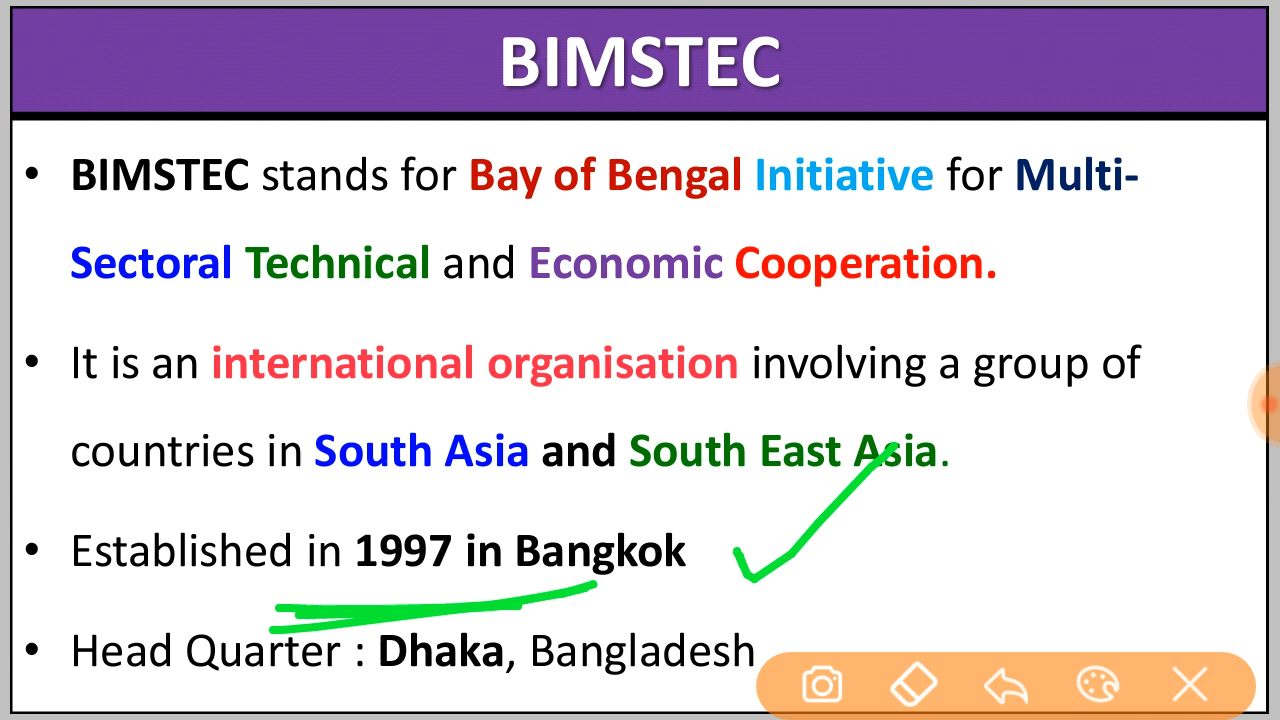 BIMSTEC
• BIMSTEC stands for Bay of Bengal Initiative for Multi-
Sectoral Technical and Economic Cooperation.
• It is an international organisation involving a group of
countries in South Asia and South East Asia.
• Established in 1997 in Bangkok
• Head Quarter : Dhaka, Bangladesh